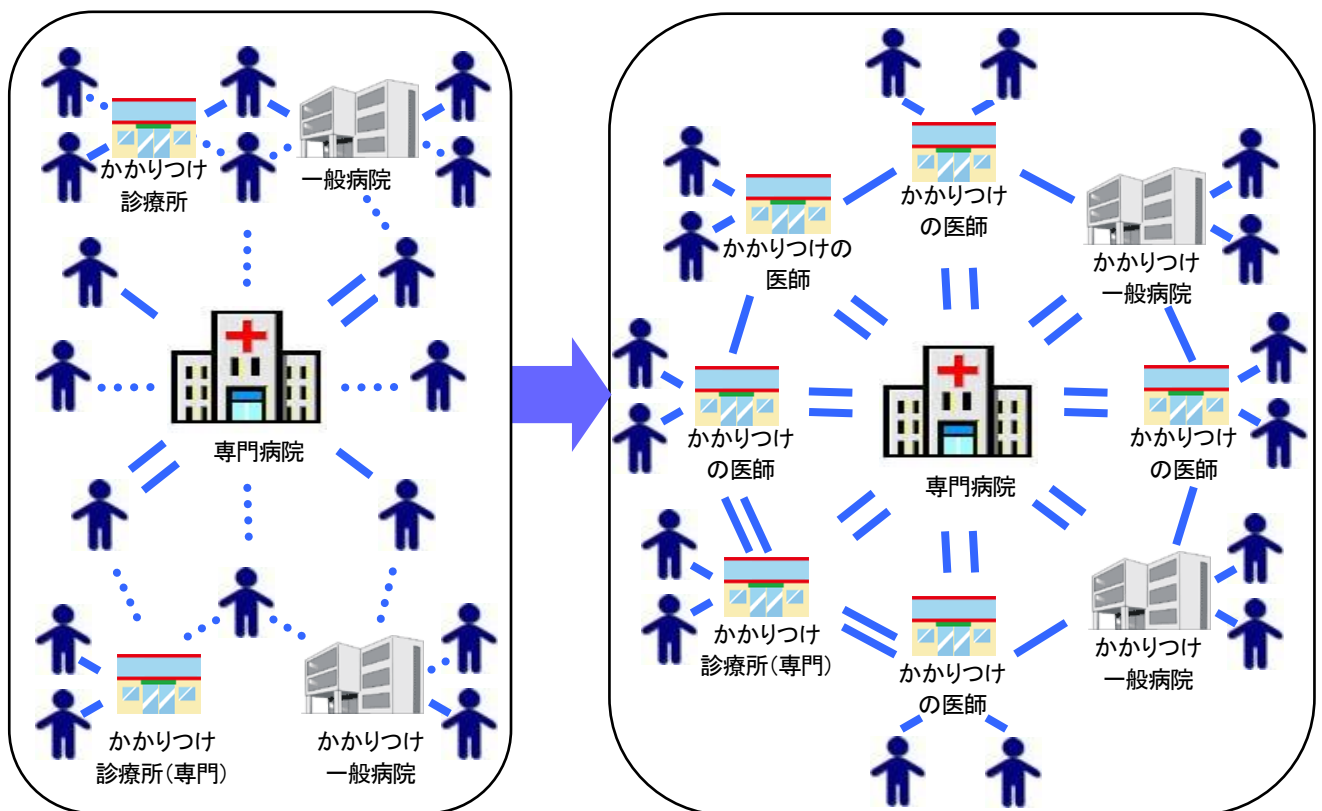 かかりつけ
診療所
一般病院
専門病院
かかりつけ
診療所(専門)
かかりつけ
一般病院
かかりつけ
の医師
かかりつけの
医師
かかりつけ
一般病院
かかりつけ
の医師
専門病院
かかりつけ
の医師
かかりつけ
診療所(専門)
かかりつけ
の医師
かかりつけ
一般病院